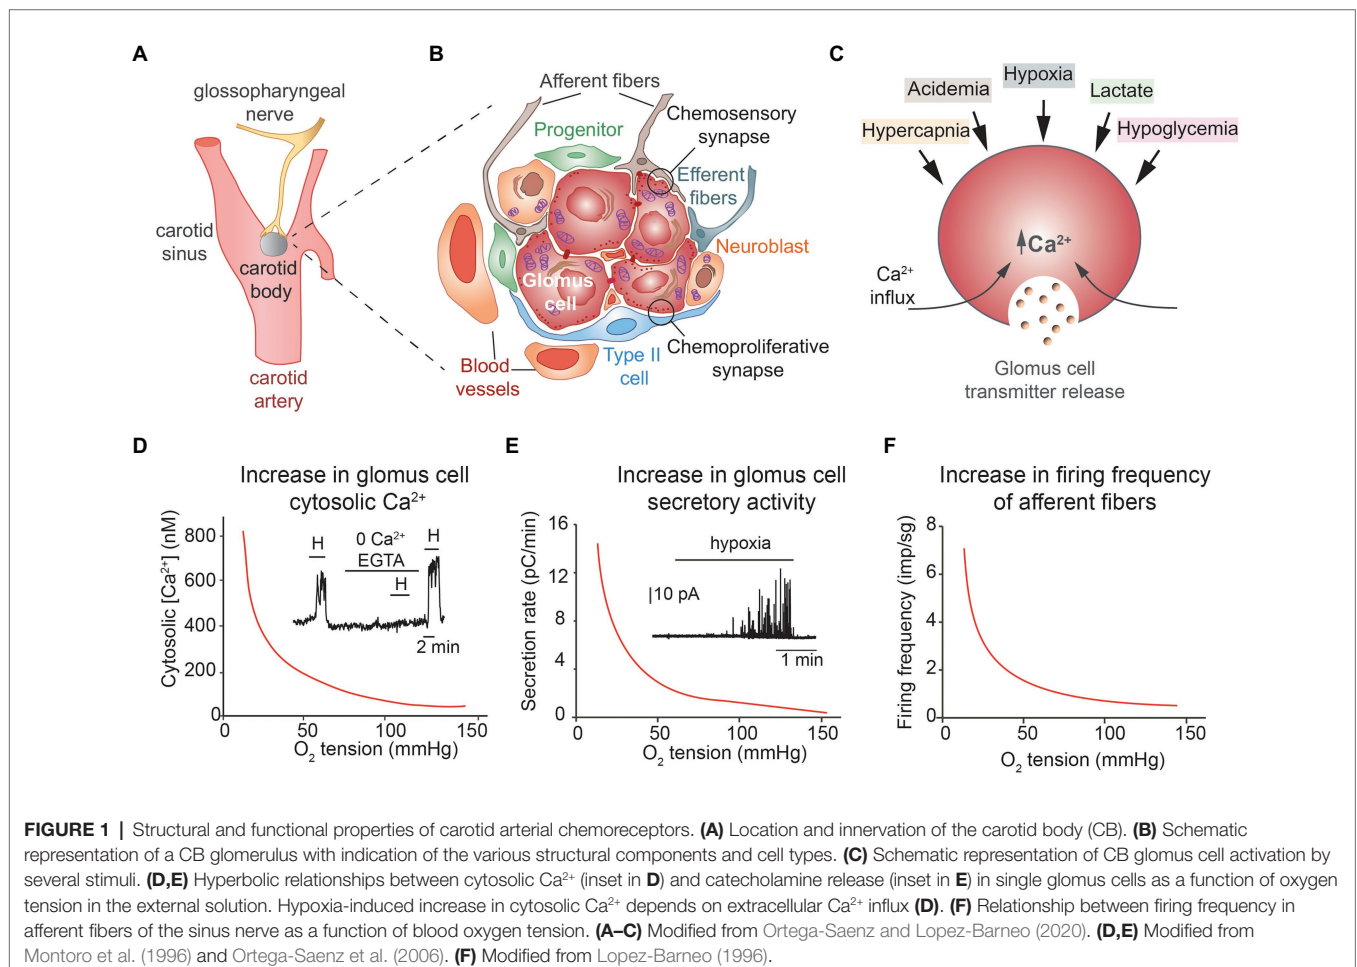 A
glossopharyngeal
nerve
carotid
sinus
carotid
body
carotid
artery
B
Afferent fibers
Chemosensory
synapse
Progenitor
Efferent
fibers
Neuroblast
Glomus
cell
Chemoproliferative
synapse
Type II
cell
Blood
vessels
C
Hypoxia
Acidemia
Lactate
Hypercapnia
Hypoglycemia
Ca²⁺
Ca²⁺
influx
Glomus cell
transmitter release
D
Increase in glomus cell
cytosolic Ca²⁺
Cytosolic [Ca²⁺] (nM)
800
600
400
200
0
H
0 Ca²⁺
EGTA
H
H
2 min
0
50
100
150
O₂ tension (mmHg)
E
Increase in glomus cell
secretory activity
Secretion rate (pC/min)
16
12
8
4
0
hypoxia
10 pA
1 min
0
50
100
150
O₂ tension (mmHg)
F
Increase in firing frequency
of afferent fibers
Firing frequency (imp/sg)
8
6
4
2
0
0
50
100
150
O₂ tension (mmHg)
FIGURE 1 | Structural and functional properties of carotid arterial chemoreceptors. (A) Location and innervation of the carotid body (CB). (B) Schematic
representation of a CB glomerulus with indication of the various structural components and cell types. (C) Schematic representation of CB glomus cell activation by
several stimuli. (D,E) Hyperbolic relationships between cytosolic Ca²⁺ (inset in D) and catecholamine release (inset in E) in single glomus cells as a function of oxygen
tension in the external solution. Hypoxia-induced increase in cytosolic Ca²⁺ depends on extracellular Ca²⁺ influx (D). (F) Relationship between firing frequency in
afferent fibers of the sinus nerve as a function of blood oxygen tension. (A–C) Modified from Ortega-Saenz and Lopez-Barneo (2020). (D,E) Modified from
Montoro et al. (1996) and Ortega-Saenz et al. (2006). (F) Modified from Lopez-Barneo (1996).